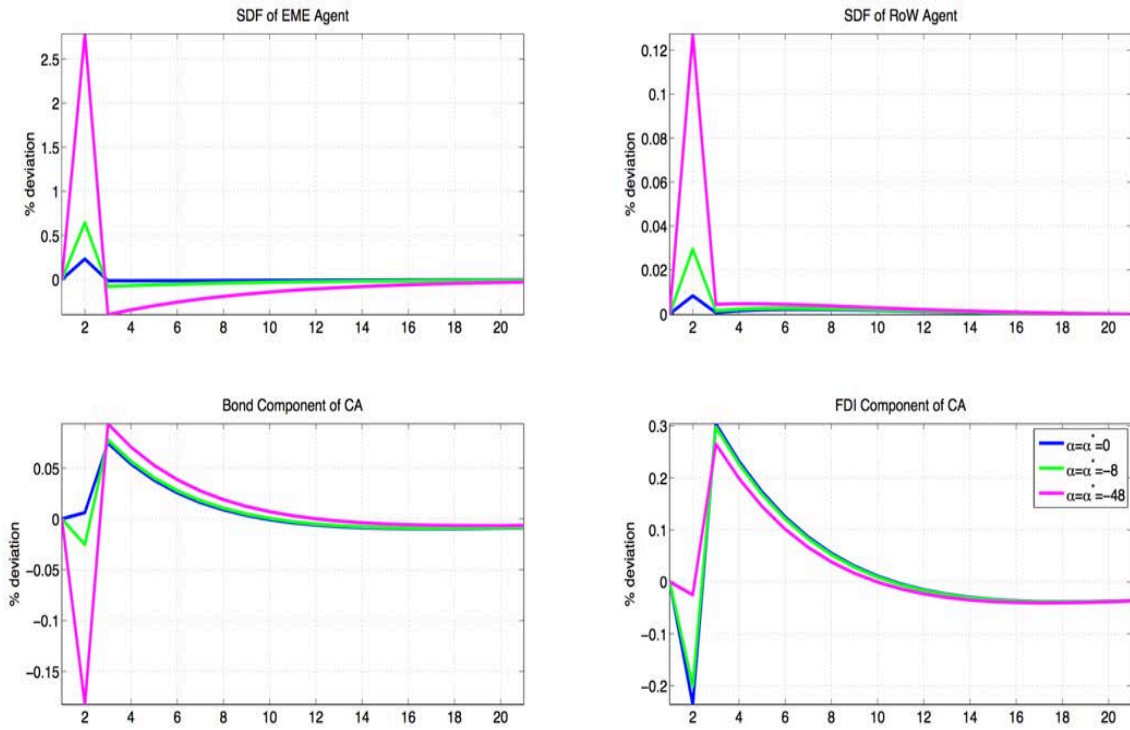 SDF of EME Agent
% deviation
2.5
2
1.5
1
0.5
0
2 4 6 8 10 12 14 16 18 20
SDF of RoW Agent
% deviation
0.12
0.1
0.08
0.06
0.04
0.02
0
2 4 6 8 10 12 14 16 18 20
Bond Component of CA
% deviation
0.05
0
−0.05
−0.1
−0.15
2 4 6 8 10 12 14 16 18 20
FDI Component of CA
% deviation
0.3
0.2
0.1
0
−0.1
−0.2
2 4 6 8 10 12 14 16 18 20
α=α*=0
α=α*=−8
α=α*=−48